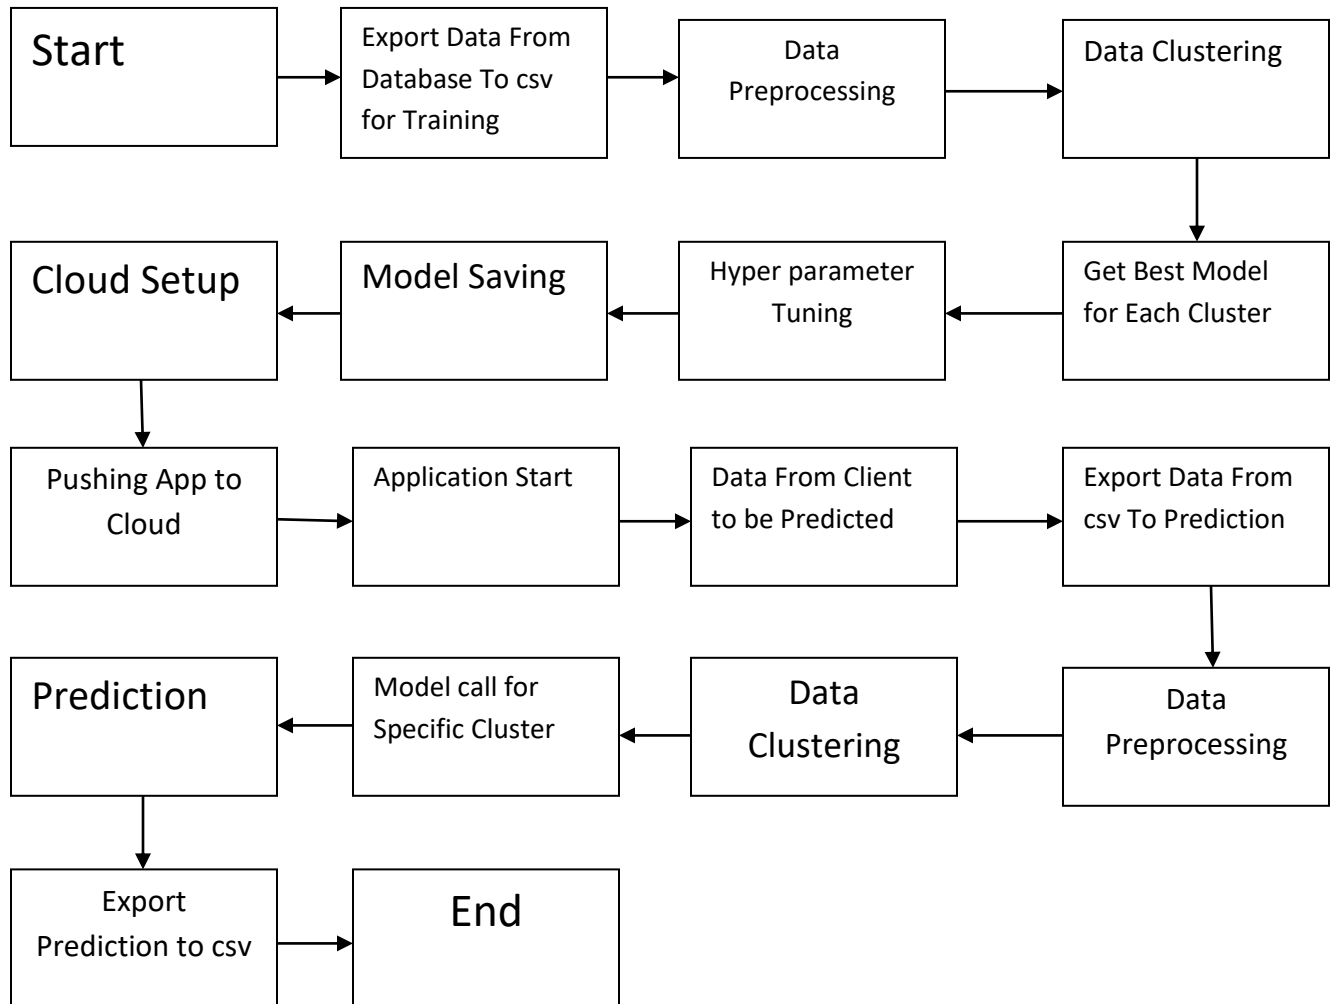 Start
Export Data From
Database To csv
for Training
Data
Preprocessing
Data Clustering
Cloud Setup
Model Saving
Hyper parameter
Tuning
Get Best Model
for Each Cluster
Pushing App to
Cloud
Application Start
Data From Client
to be Predicted
Export Data From
csv To Prediction
Prediction
Model call for
Specific Cluster
Data
Clustering
Data
Preprocessing
Export
Prediction to csv
End